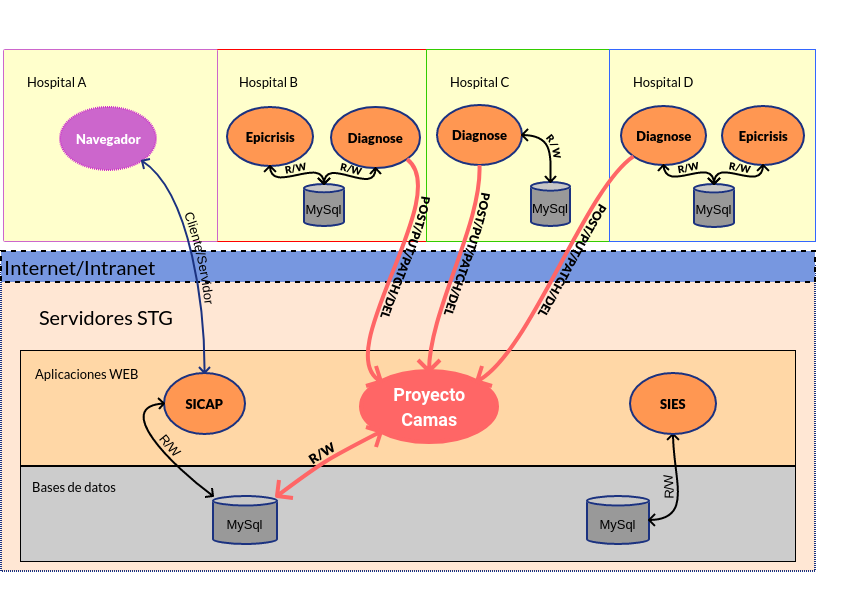 Hospital A
Hospital B
Hospital C
Hospital D
Navegador
Epicrisis
Diagnose
Diagnose
Diagnose
Epicrisis
R/W
R/W
R/W
R/W
R/W
MySql
MySql
MySql
Cliente/Servidor
POST/PUT/PATCH/DEL
POST/PUT/PATCH/DEL
POST/PUT/PATCH/DEL
Internet/Intranet
Servidores STG
Aplicaciones WEB
SICAP
Proyecto
Camas
SIES
R/W
R/W
R/W
Bases de datos
MySql
MySql